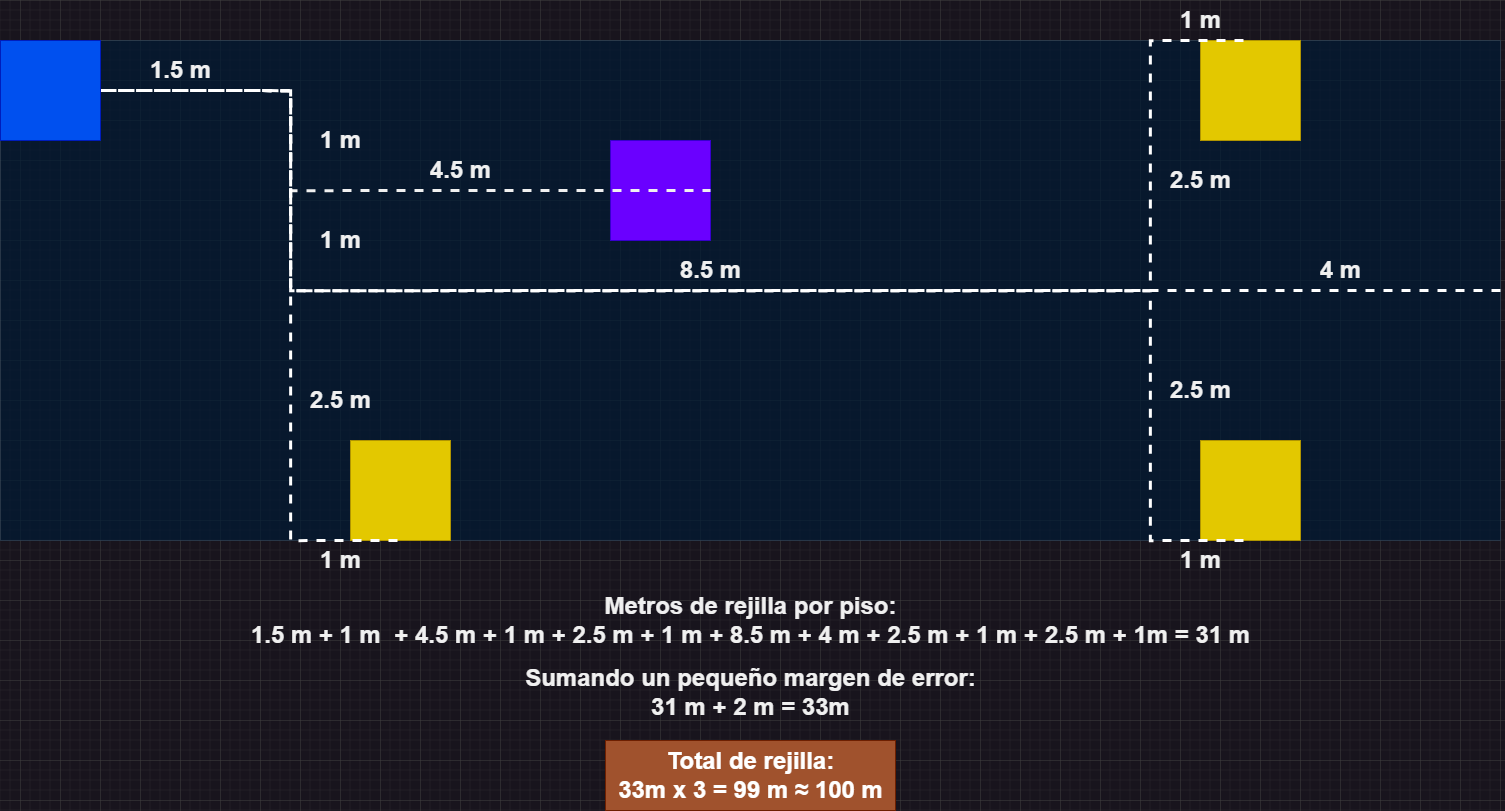 1 m
1.5 m
1 m
4.5 m
2.5 m
1 m
8.5 m
4 m
2.5 m
2.5 m
1 m
1 m
Metros de rejilla por piso:
1.5 m + 1 m  + 4.5 m + 1 m + 2.5 m + 1 m + 8.5 m + 4 m + 2.5 m + 1 m + 2.5 m + 1m = 31 m
Sumando un pequeño margen de error:
31 m + 2 m = 33m
Total de rejilla:
33m x 3 = 99 m ≈ 100 m